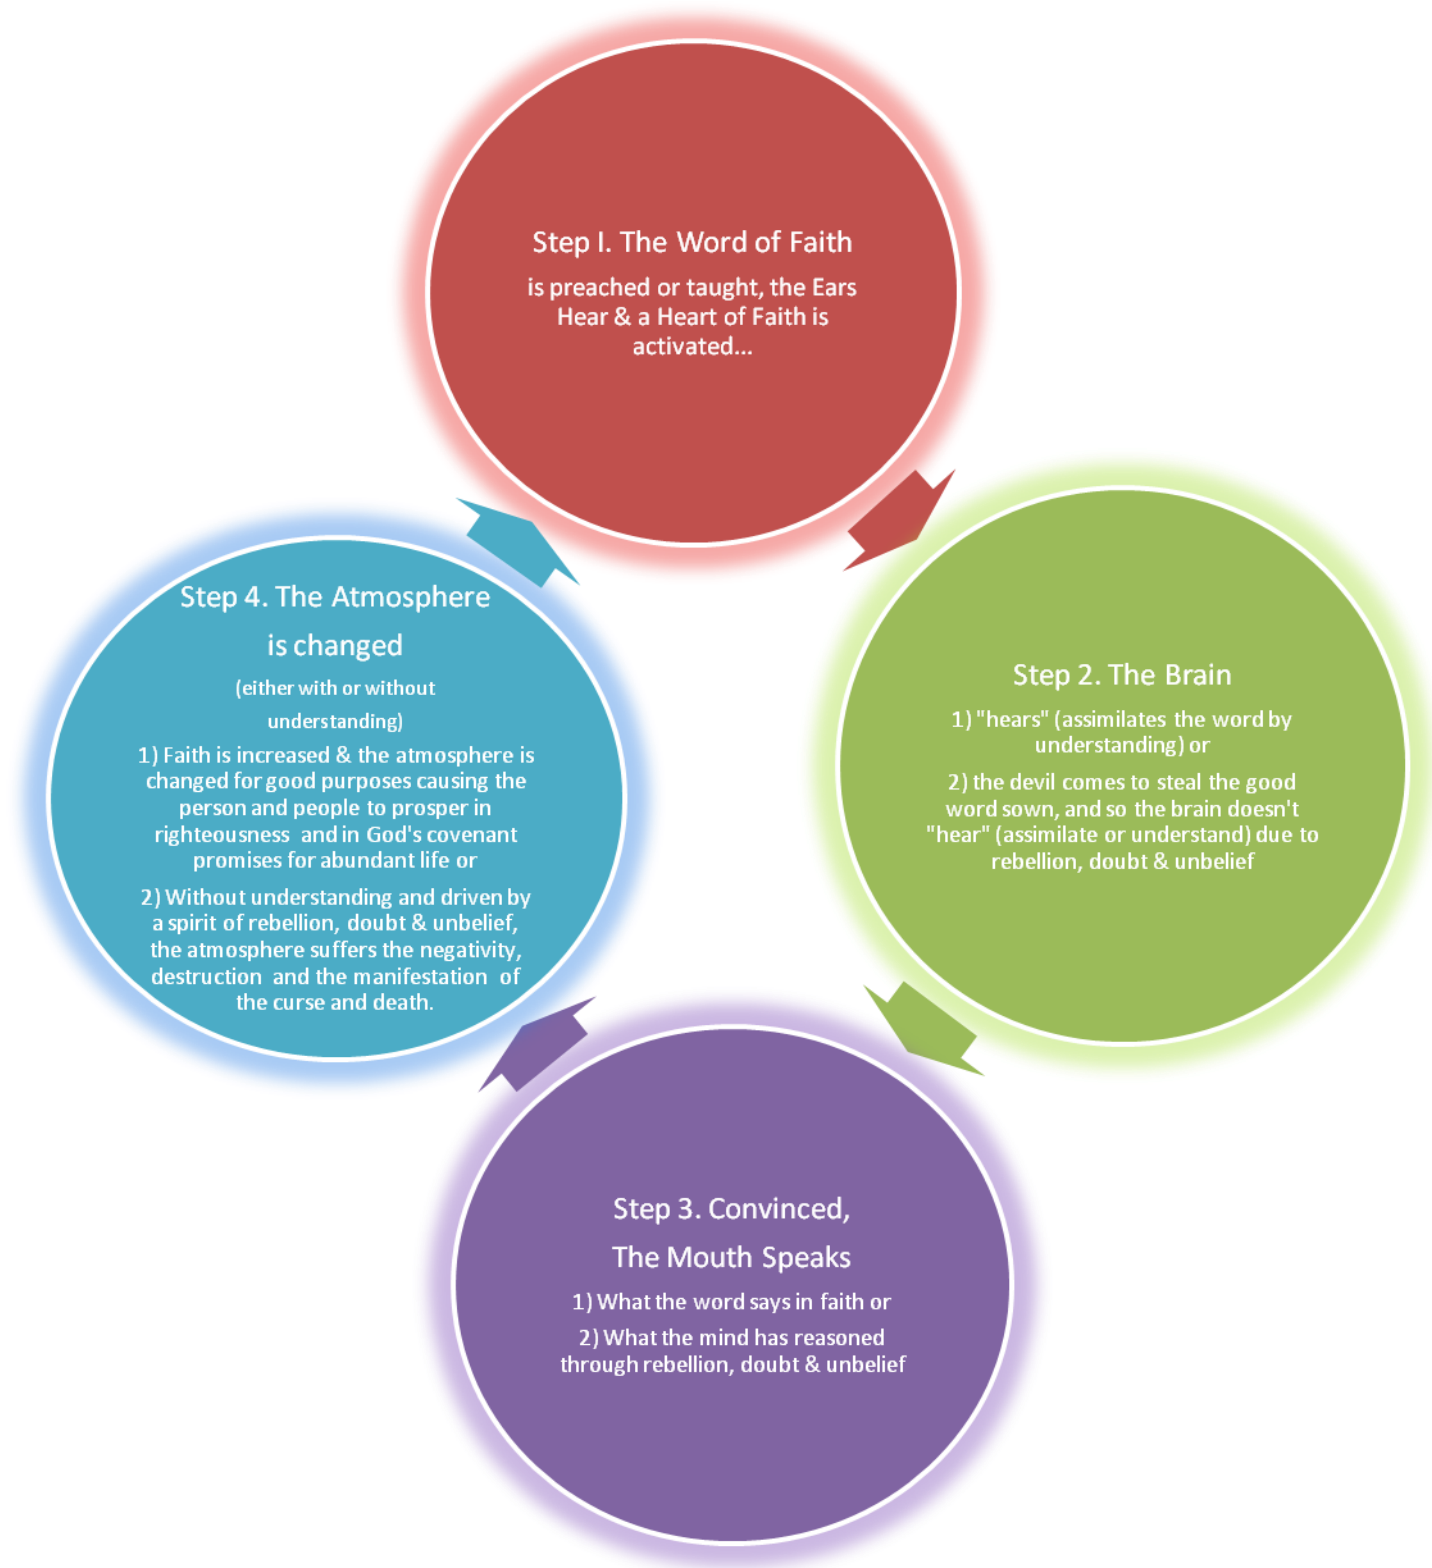 Step I. The Word of Faith
is preached or taught, the Ears
Hear & a Heart of Faith is
activated...
Step 2. The Brain
1) "hears" (assimilates the word by
understanding) or
2) the devil comes to steal the good
word sown, and so the brain doesn't
"hear" (assimilate or understand) due to
rebellion, doubt & unbelief
Step 3. Convinced,
The Mouth Speaks
1) What the word says in faith or
2) What the mind has reasoned
through rebellion, doubt & unbelief
Step 4. The Atmosphere
is changed
(either with or without
understanding)
1) Faith is increased & the atmosphere is
changed for good purposes causing the
person and people to prosper in
righteousness and in God's covenant
promises for abundant life or
2) Without understanding and driven by
a spirit of rebellion, doubt & unbelief,
the atmosphere suffers the negativity,
destruction and the manifestation of
the curse and death.